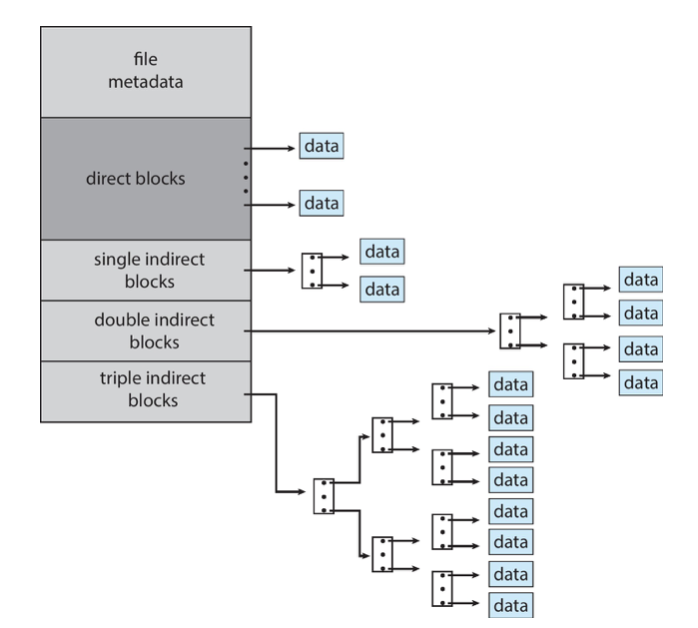 file
metadata
direct blocks
data
data
single indirect
blocks
data
data
double indirect
blocks
data
data
data
data
triple indirect
blocks
data
data
data
data
data
data
data
data